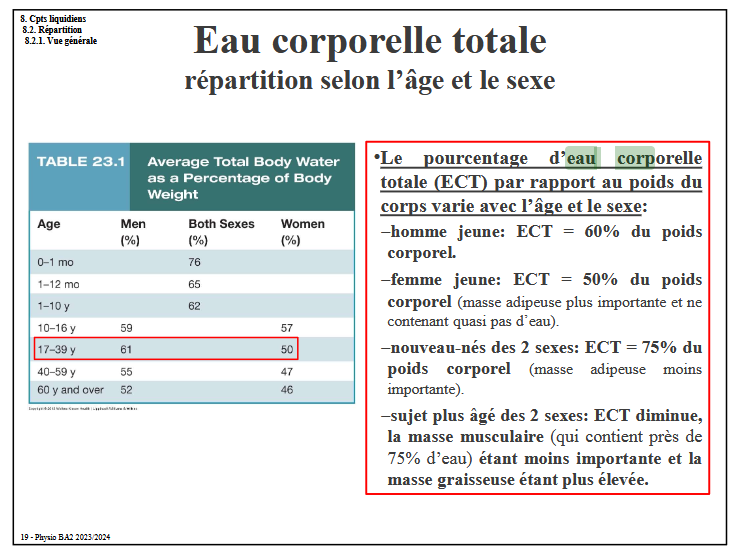 8. Cpts liquidiens
8.2. Répartition
8.2.1. Vue générale
Eau corporelle totale
répartition selon l’âge et le sexe
TABLE 23.1 Average Total Body Water
as a Percentage of Body
Weight
Age Men Both Sexes Women
(%) (%) (%)
0–1 mo 76
1–12 mo 65
1–10 y 62
10–16 y 59 57
17–39 y 61 50
40–59 y 55 47
60 y and over 52 46
•Le pourcentage d’eau corporelle
totale (ECT) par rapport au poids du
corps varie avec l’âge et le sexe:
–homme jeune: ECT = 60% du poids
corporel.
–femme jeune: ECT = 50% du poids
corporel (masse adipeuse plus importante et ne
contenant quasi pas d’eau).
–nouveau-nés des 2 sexes: ECT = 75% du
poids corporel (masse adipeuse moins
importante).
–sujet plus âgé des 2 sexes: ECT diminue,
la masse musculaire (qui contient près de
75% d’eau) étant moins importante et la
masse graisseuse étant plus élevée.
19 - Physio BA2 2023/2024